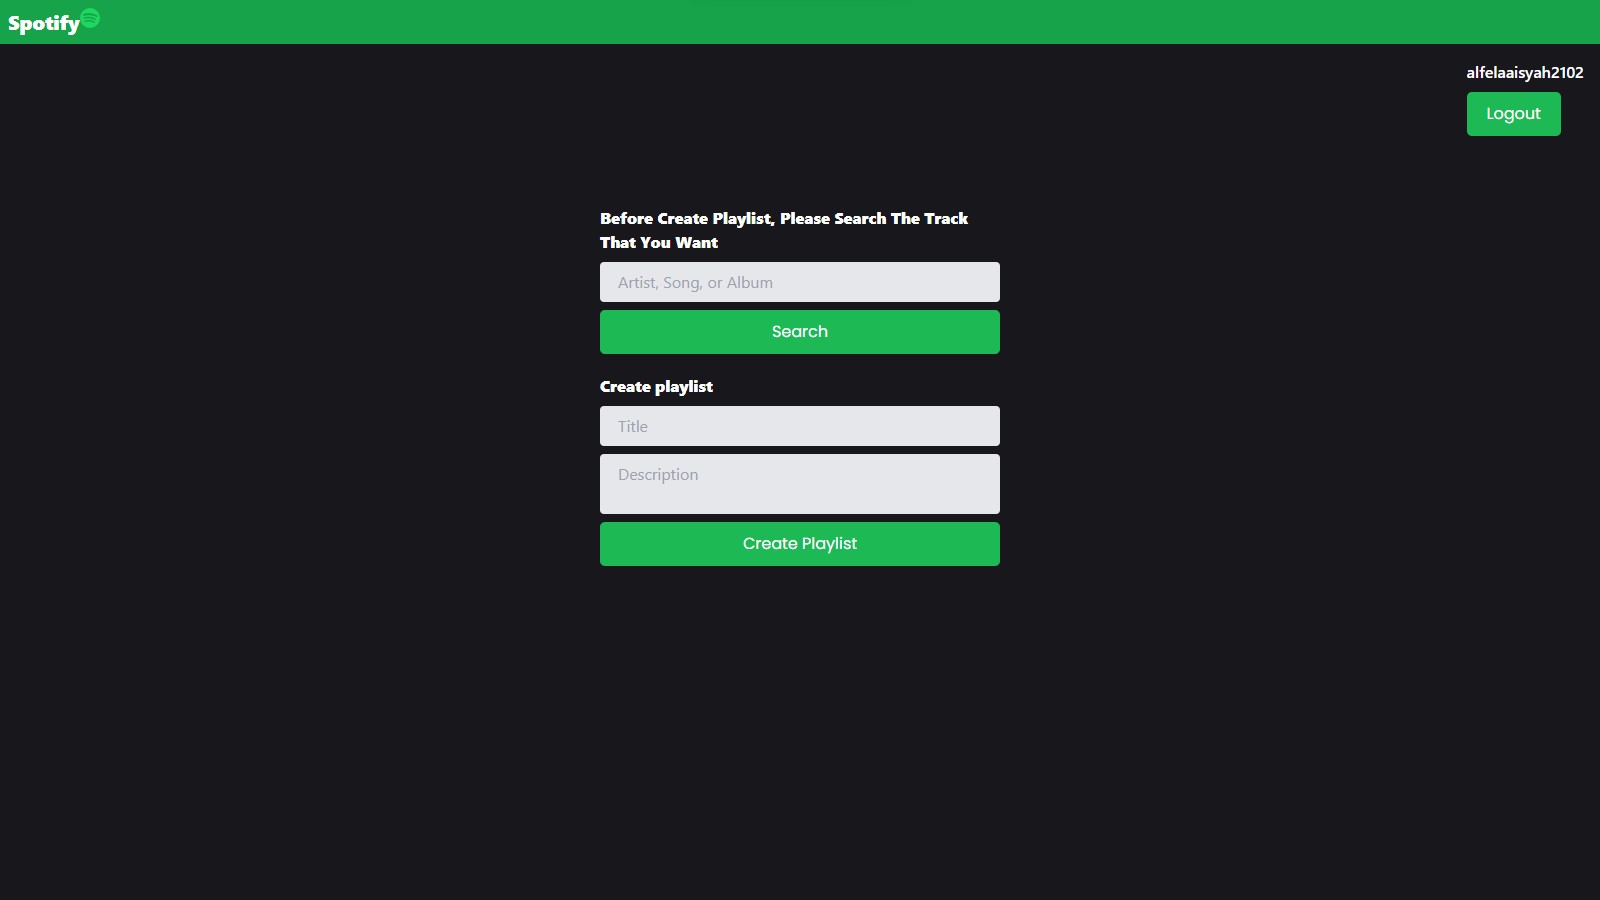 Spotify
alfelaaisyah2102
Logout
Before Create Playlist, Please Search The Track
That You Want
Artist, Song, or Album
Search
Create playlist
Title
Description
Create Playlist